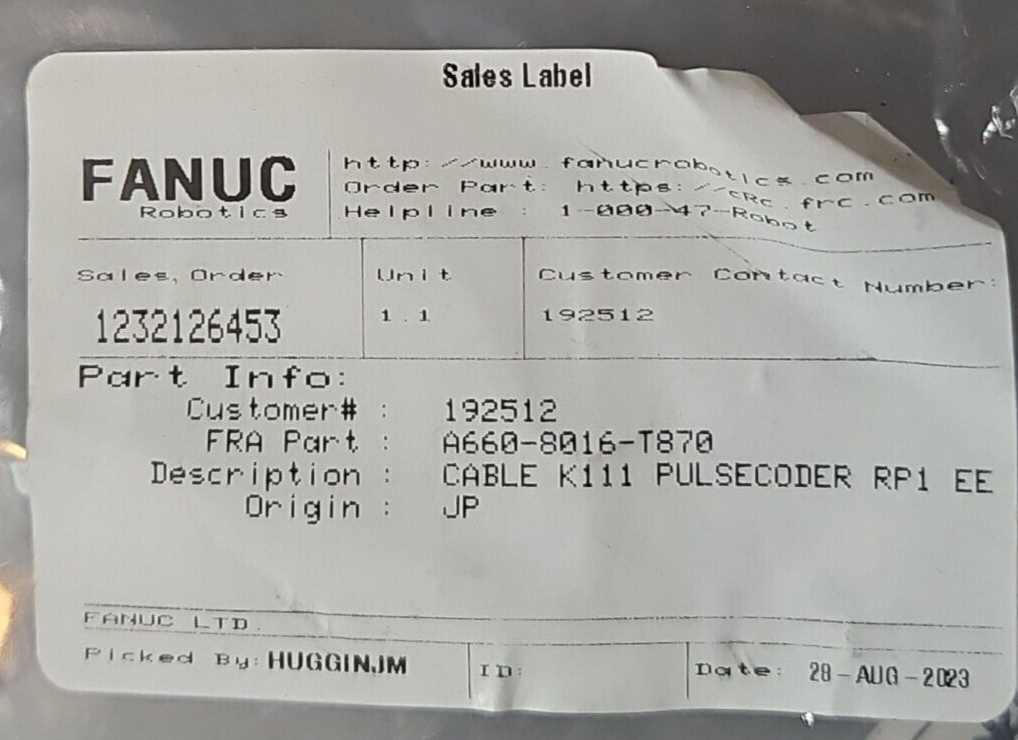 Sales Label
FANUC
Robotics
http://www.fanucrobotics.com
Order Part: https://cRc.frc.com
Helpline : 1-000-47-Robot
Sales, Order
1232126453
Unit
1.1
Customer Contact Number:
192512
Part Info:
Customer# : 192512
FRA Part : A660-8016-T870
Description : CABLE K111 PULSECODER RP1 EE
Origin : JP
FANUC LTD.
Picked By: HUGGINJM
ID:
Date: 28-AUG-2023